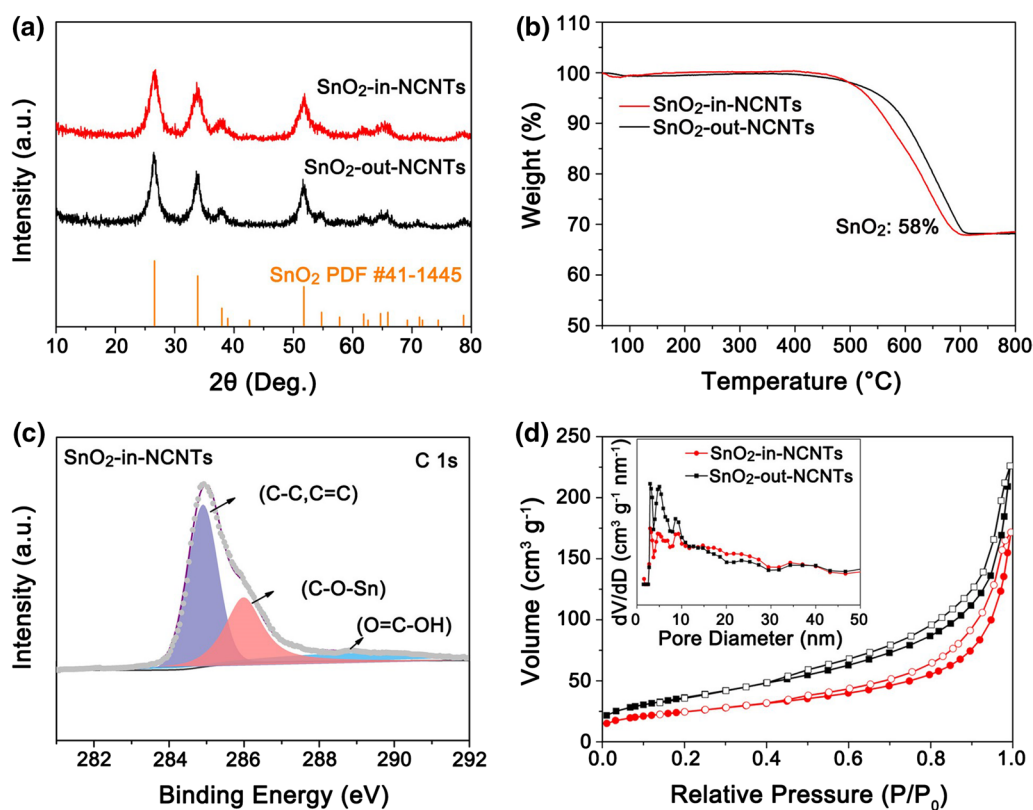 (a)
SnO₂-in-NCNTs
SnO₂-out-NCNTs
SnO₂ PDF #41-1445
Intensity (a.u.)
10 20 30 40 50 60 70 80
2θ (Deg.)
(b)
110
100
90
80
70
60
50
Weight (%)
SnO₂-in-NCNTs
SnO₂-out-NCNTs
SnO₂: 58%
100 200 300 400 500 600 700 800
Temperature (°C)
(c)
SnO₂-in-NCNTs
C 1s
(C-C,C=C)
(C-O-Sn)
(O=C-OH)
Intensity (a.u.)
282 284 286 288 290 292
Binding Energy (eV)
(d)
250
200
150
100
50
0
Volume (cm³ g⁻¹)
SnO₂-in-NCNTs
SnO₂-out-NCNTs
dV/dD (cm³ g⁻¹ nm⁻¹)
0 10 20 30 40 50
Pore Diameter (nm)
0.0 0.2 0.4 0.6 0.8 1.0
Relative Pressure (P/P₀)